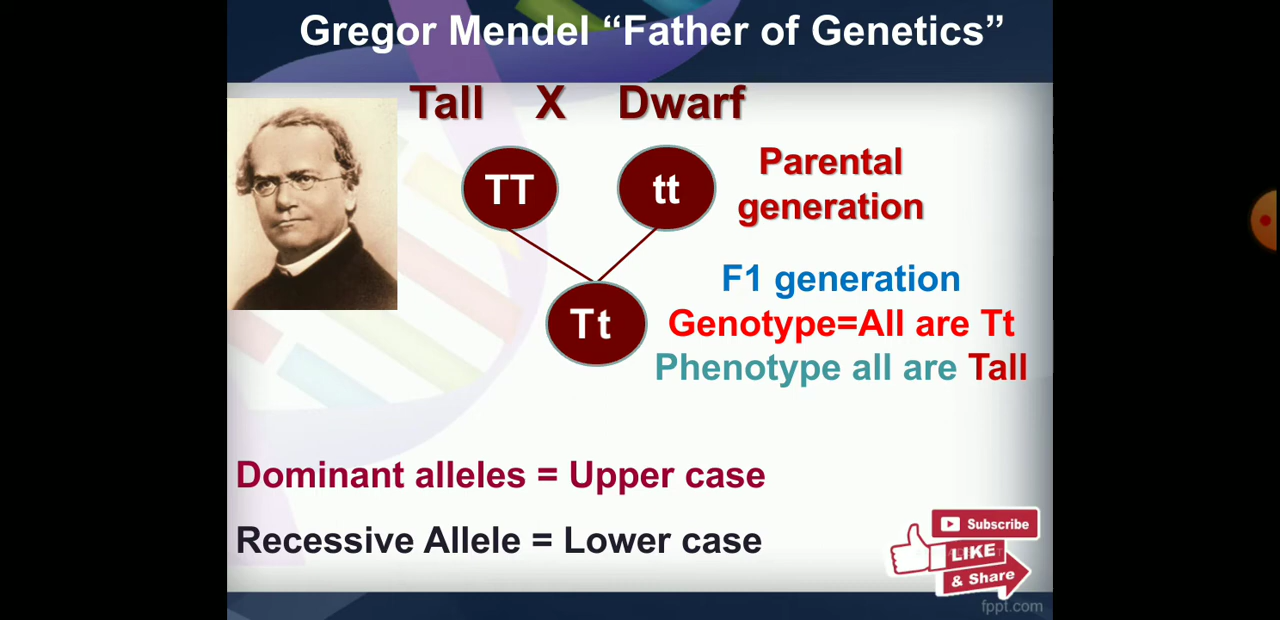 Gregor Mendel “Father of Genetics”
Tall X Dwarf
TT tt
Parental
generation
F1 generation
Tt
Genotype=All are Tt
Phenotype all are Tall
Dominant alleles = Upper case
Recessive Allele = Lower case
Subscribe
LIKE
& Share
fppt.com